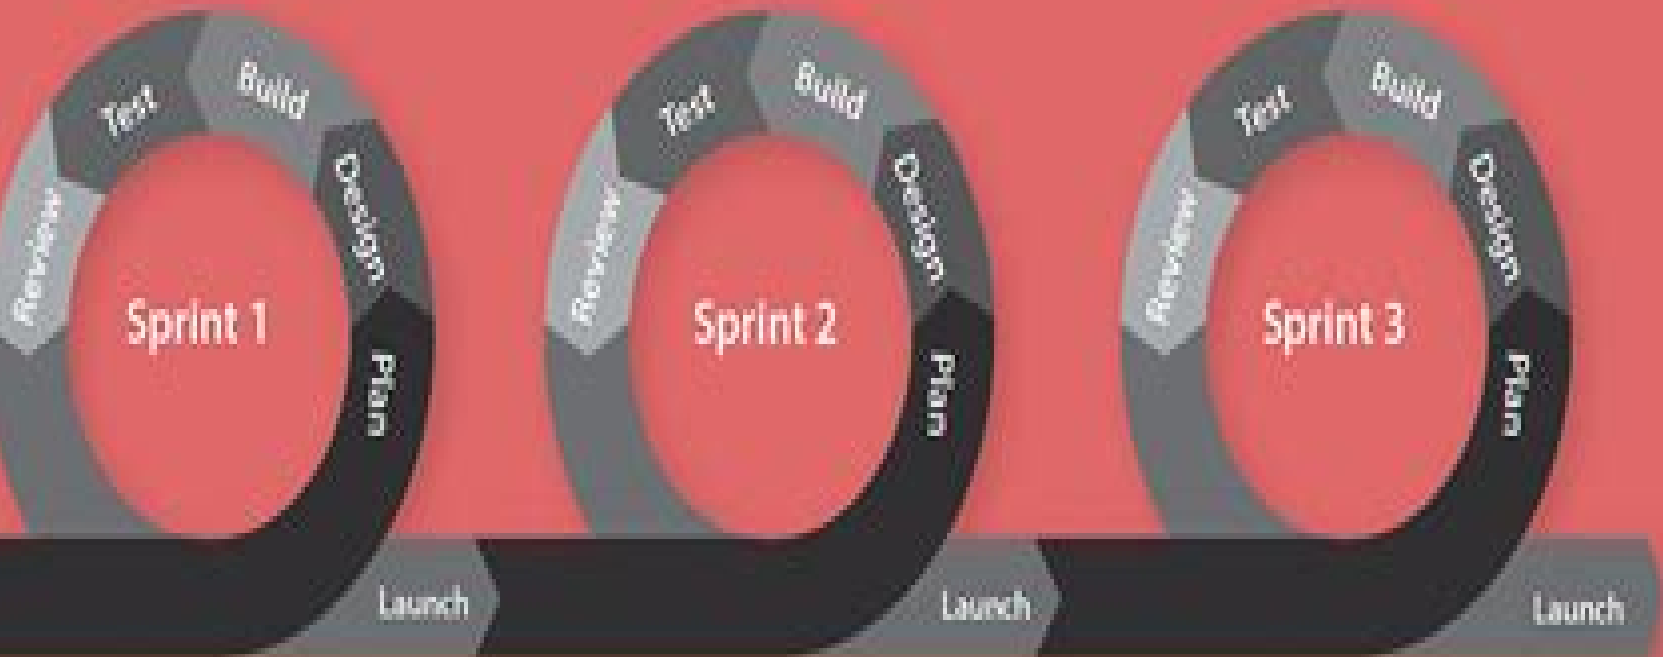 Sprint 1
Plan
Design
Build
Test
Review
Launch
Sprint 2
Plan
Design
Build
Test
Review
Launch
Sprint 3
Plan
Design
Build
Test
Review
Launch